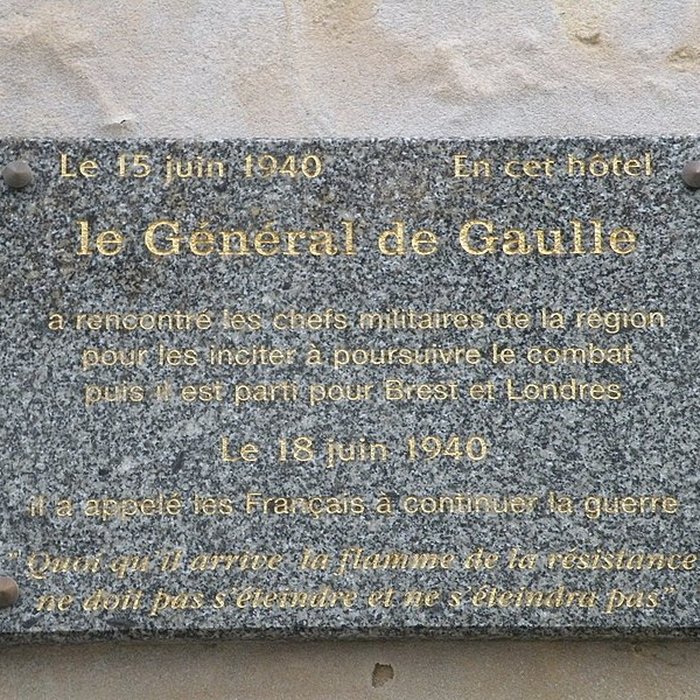 Le 15 juin 1940 En cet hôtel
le Général de Gaulle
a rencontré les chefs militaires de la région
pour les inciter à poursuivre le combat
puis il est parti pour Brest et Londres
Le 18 juin 1940
il a appelé les Français à continuer la guerre
" Quoi qu'il arrive la flamme de la résistance
ne doit pas s'éteindre et ne s'éteindra pas"